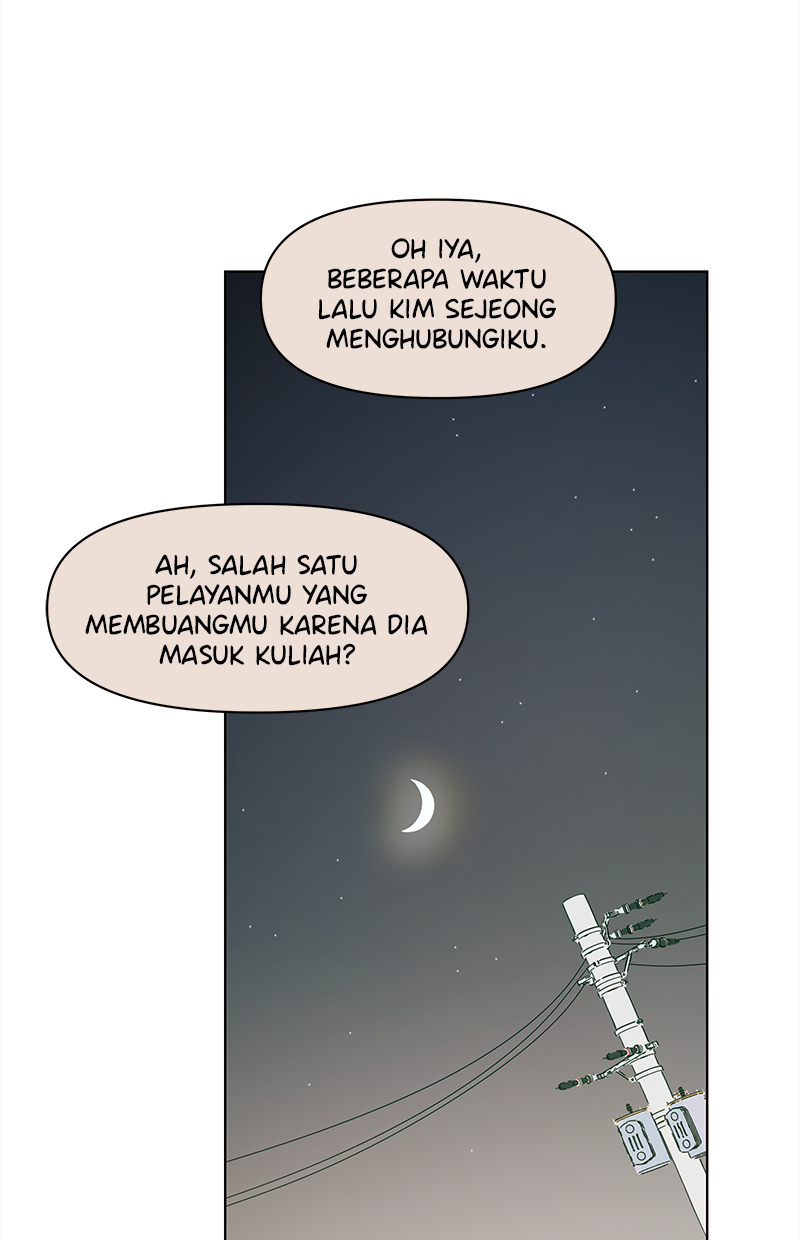 OH IYA,
BEBERAPA WAKTU
LALU KIM SEJEONG
MENGHUBUNGIKU.
AH, SALAH SATU
PELAYANMU YANG
MEMBUANGMU KARENA DIA
MASUK KULIAH?